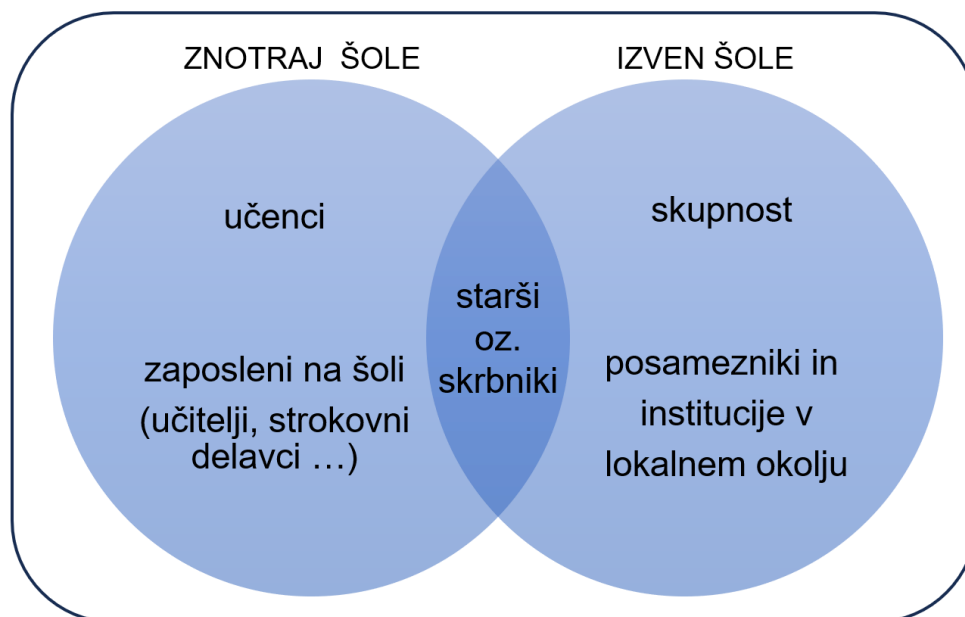 ZNOTRAJ ŠOLE
IZVEN ŠOLE
učenci
zaposleni na šoli
(učitelji, strokovni
delavci …)
starši
oz.
skrbniki
skupnost
posamezniki in
institucije v
lokalnem okolju